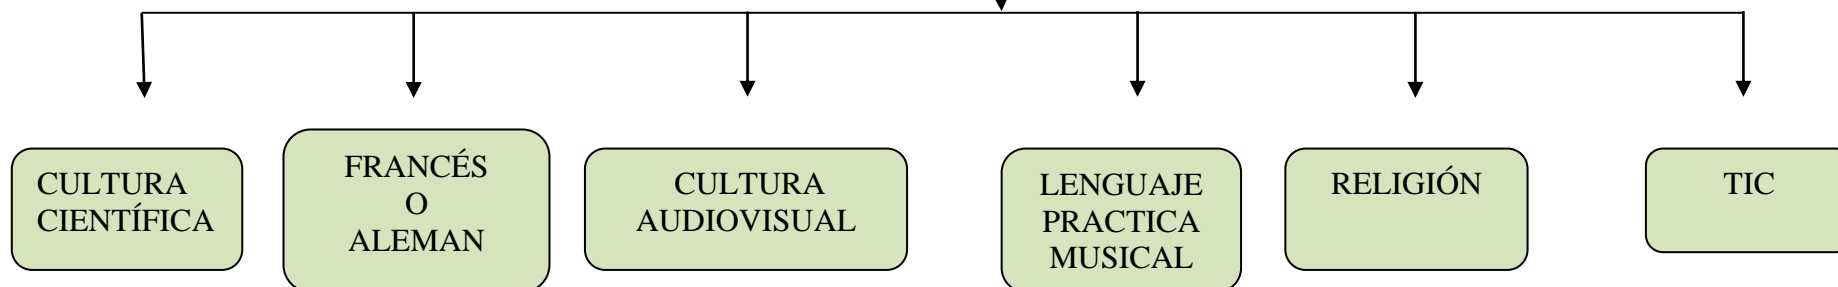 CULTURA
CIENTÍFICA
FRANCÉS
O
ALEMAN
CULTURA
AUDIOVISUAL
LENGUAJE
PRACTICA
MUSICAL
RELIGIÓN
TIC